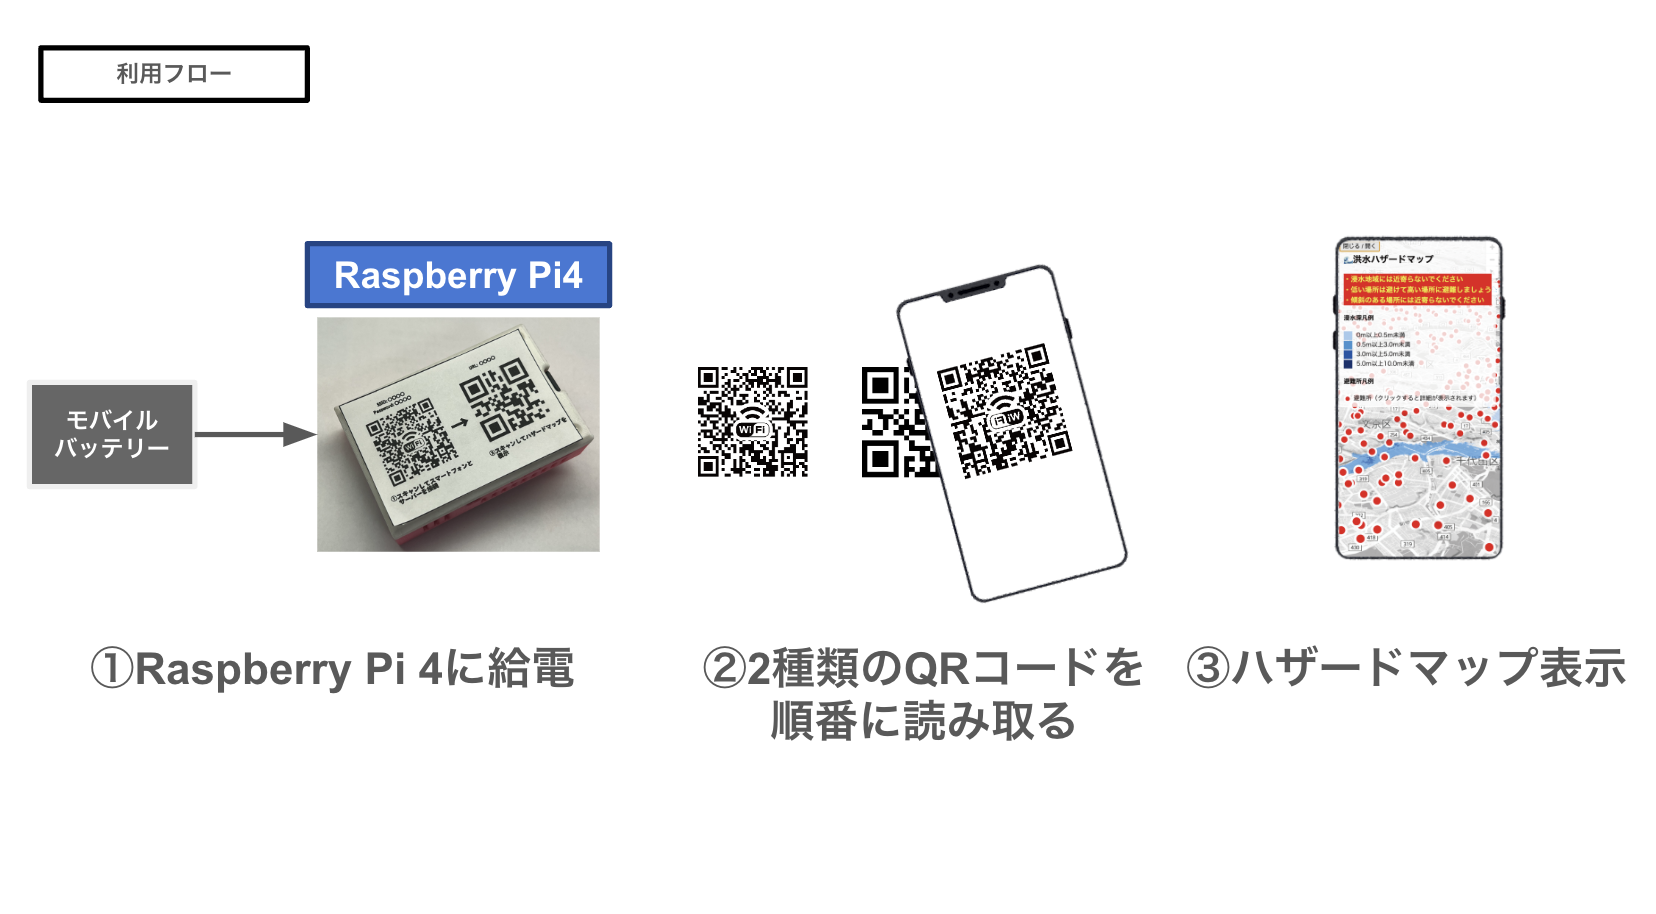 利用フロー
Raspberry Pi4
モバイル
バッテリー
SSID:OOOO
Password:OOOO
URL: OOOO
WiFi
①スキャンしてスマートフォンと
サーバーを接続
②スキャンしてハザードマップを
表示
WiFi
WiFi
閉じる / 開く
洪水ハザードマップ
・浸水地域には近寄らないでください
・低い場所は避けて高い場所に避難しましょう
・傾斜のある場所には近寄らないでください
浸水深凡例
0m以上0.5m未満
0.5m以上3.0m未満
3.0m以上5.0m未満
5.0m以上10.0m未満
避難所凡例
避難所（クリックすると詳細が表示されます）
文京区
千代田区
①Raspberry Pi 4に給電
②2種類のQRコードを
順番に読み取る
③ハザードマップ表示